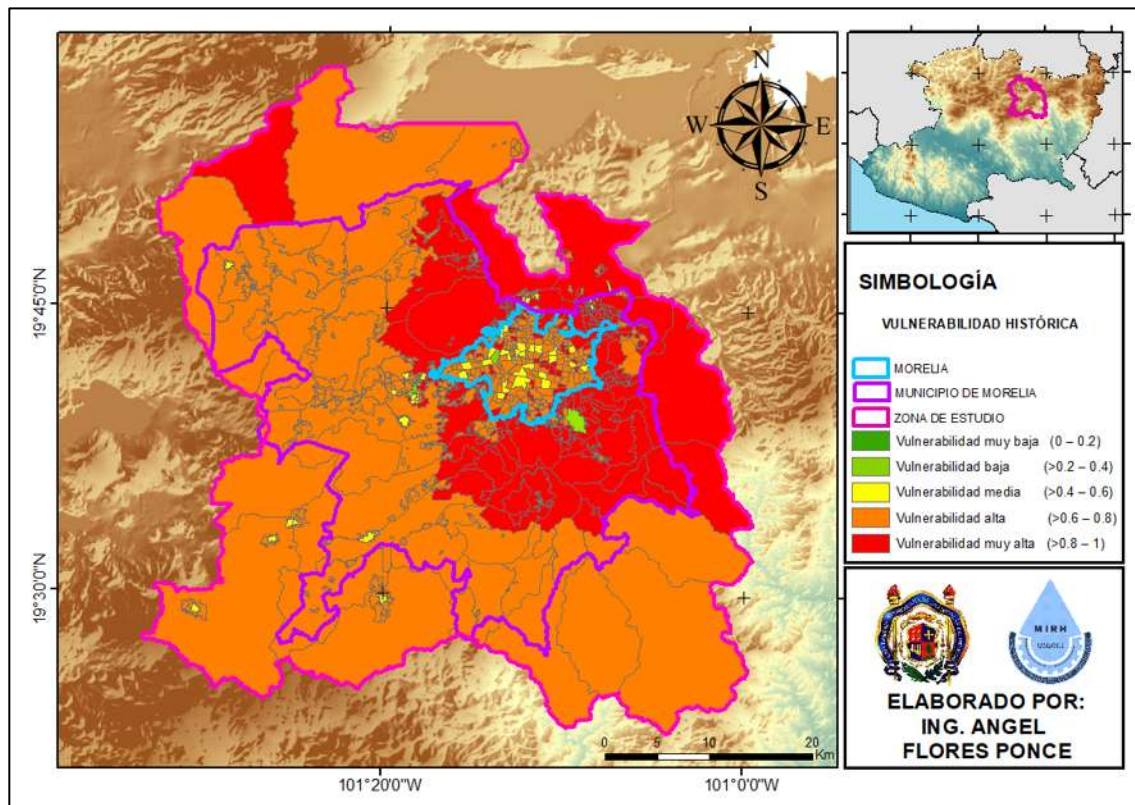 N
W
E
S
19°45'0"N
19°30'0"N
101°20'0"W
101°0'0"W
0
5
10
20
Km
SIMBOLOGÍA
VULNERABILIDAD HISTÓRICA
MORELIA
MUNICIPIO DE MORELIA
ZONA DE ESTUDIO
Vulnerabilidad muy baja (0 – 0.2)
Vulnerabilidad baja (>0.2 – 0.4)
Vulnerabilidad media (>0.4 – 0.6)
Vulnerabilidad alta (>0.6 – 0.8)
Vulnerabilidad muy alta (>0.8 – 1)
MIRH
ELABORADO POR:
ING. ANGEL
FLORES PONCE